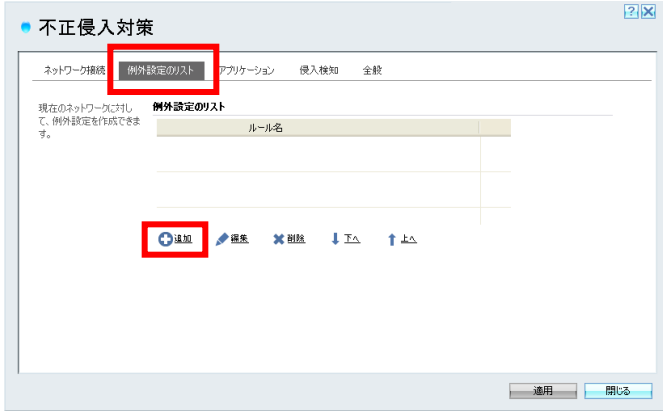 不正侵入対策
ネットワーク接続 例外設定のリスト アプリケーション 侵入検知 全般
現在のネットワークに対し
て、例外設定を作成できま
す。
例外設定のリスト
ルール名
追加 編集 削除 下へ 上へ
適用 閉じる